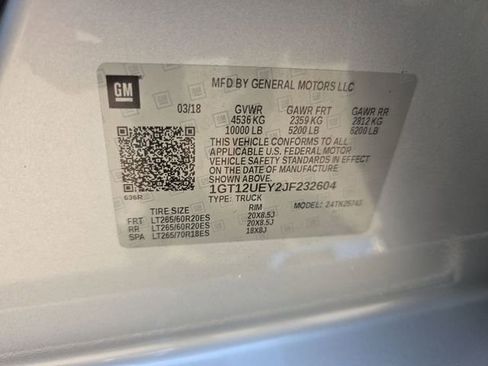 GM
MFD BY GENERAL MOTORS LLC
03/18 GVWR GAWR FRT GAWR RR
4536 KG 2359 KG 2812 KG
10000 LB 5200 LB 6200 LB
THIS VEHICLE CONFORMS TO ALL
APPLICABLE U.S. FEDERAL MOTOR
VEHICLE SAFETY STANDARDS IN EFFECT
ON THE DATE OF MANUFACTURE
SHOWN ABOVE.
1GT12UEY2JF232604
636R
TYPE: TRUCK MODEL:
TIRE SIZE RIM
FRT LT265/60R20ES 20X8.5J
RR LT265/60R20ES 20X8.5J
SPA LT265/70R18ES 18X8J